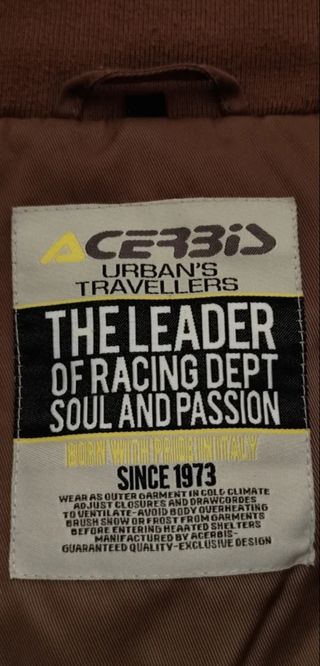 ACERBIS
URBAN'S
TRAVELLERS
THE LEADER
OF RACING DEPT
SOUL AND PASSION
BORN WITH PRIDE IN ITALY
SINCE 1973
WEAR AS OUTER GARMENT IN COLD CLIMATE
ADJUST CLOSURES AND DRAWCORDES
TO VENTILATE-AVOID BODY OVERHEATING
BRUSH SNOW OR FROST FROM GARMENTS
BEFORE ENTERING HEARTED SHELTERS
MANUFACTURED BY ACERBIS-
GUARANTEED QUALITY-EXCLUSIVE DESIGN